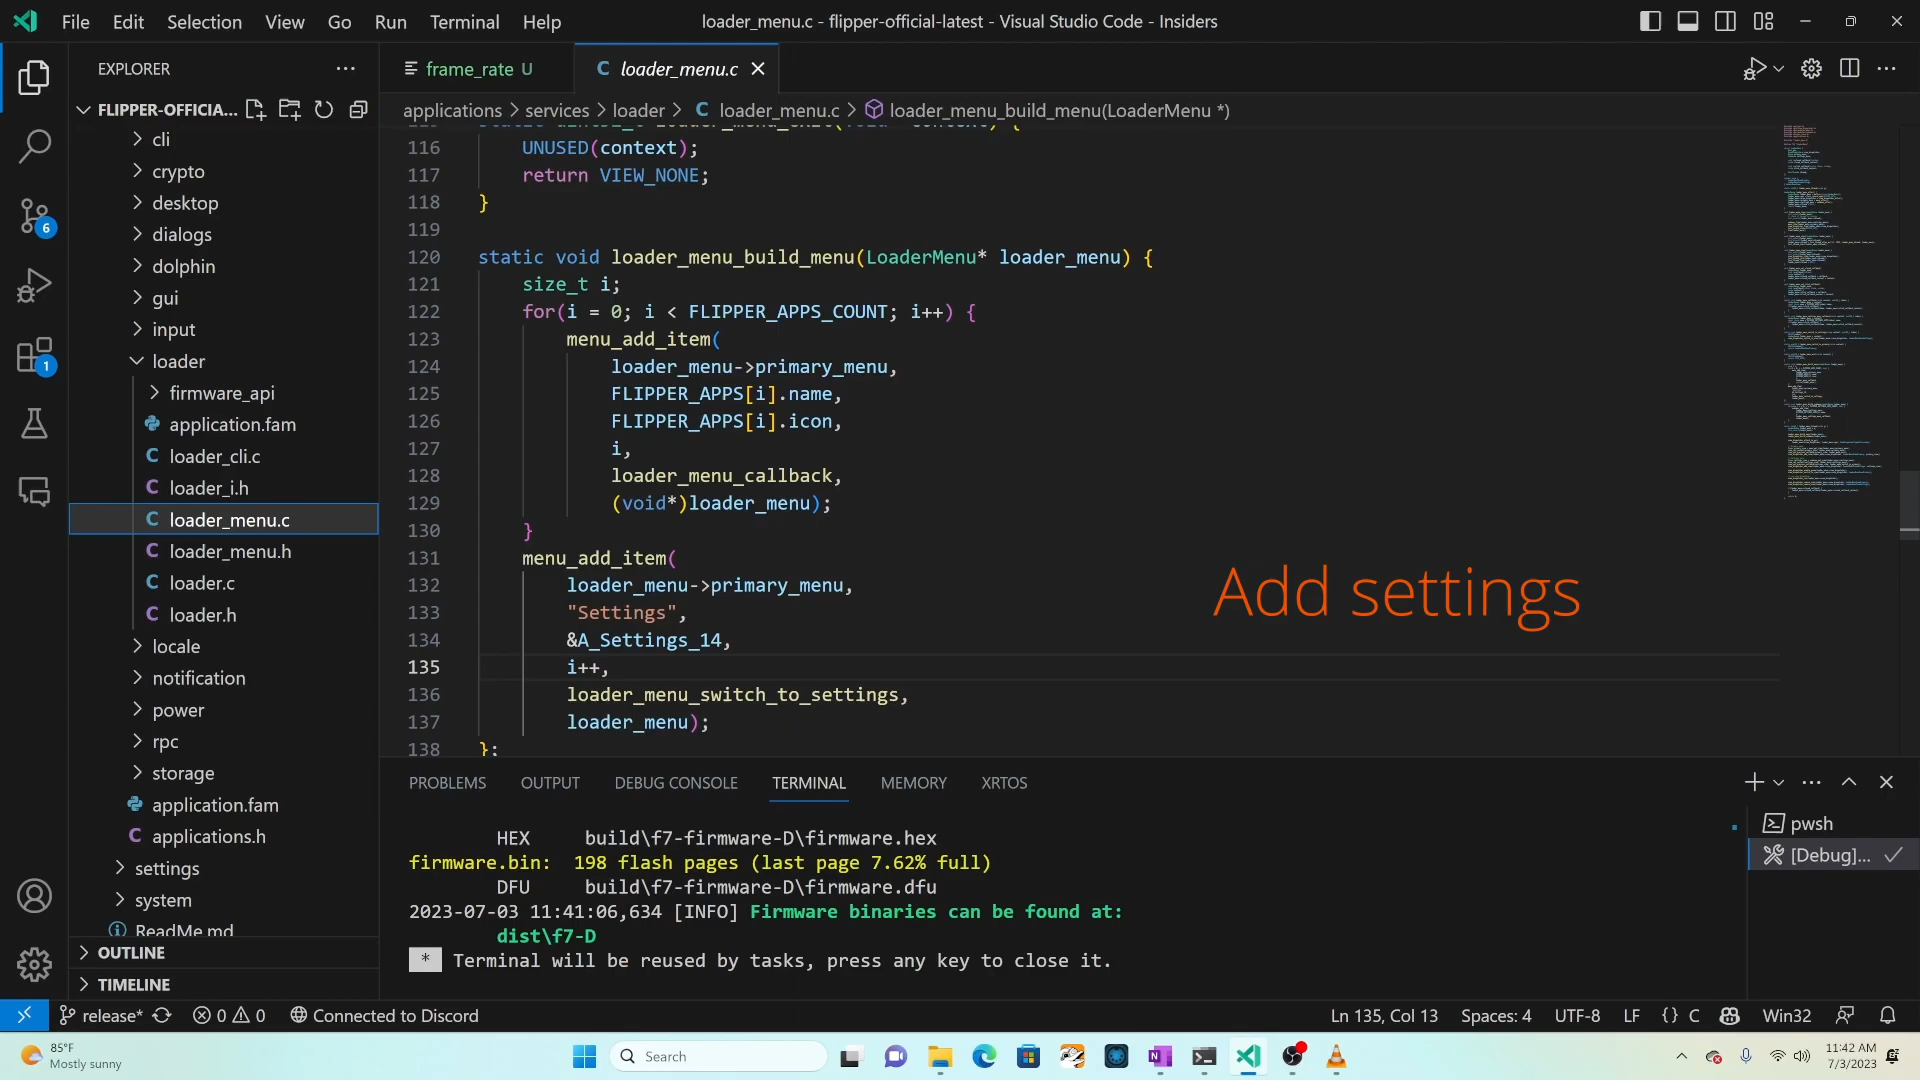 File Edit Selection View Go Run Terminal Help
loader_menu.c - flipper-official-latest - Visual Studio Code - Insiders
EXPLORER
frame_rate U
C loader_menu.c
FLIPPER-OFFICIA...
applications > services > loader > C loader_menu.c > loader_menu_build_menu(LoaderMenu *)
cli
crypto
desktop
dialogs
dolphin
gui
input
loader
firmware_api
application.fam
C loader_cli.c
C loader_i.h
C loader_menu.c
C loader_menu.h
C loader.c
C loader.h
locale
notification
power
rpc
storage
application.fam
C applications.h
settings
system
ReadMe.md
OUTLINE
TIMELINE
6
1
116 UNUSED(context);
117 return VIEW_NONE;
118 }
119
120 static void loader_menu_build_menu(LoaderMenu* loader_menu) {
121 size_t i;
122 for(i = 0; i < FLIPPER_APPS_COUNT; i++) {
123 menu_add_item(
124 loader_menu->primary_menu,
125 FLIPPER_APPS[i].name,
126 FLIPPER_APPS[i].icon,
127 i,
128 loader_menu_callback,
129 (void*)loader_menu);
130 }
131 menu_add_item(
132 loader_menu->primary_menu,
133 "Settings",
134 &A_Settings_14,
135 i++,
136 loader_menu_switch_to_settings,
137 loader_menu);
138 };
Add settings
PROBLEMS OUTPUT DEBUG CONSOLE TERMINAL MEMORY XRTOS
HEX build\f7-firmware-D\firmware.hex
firmware.bin: 198 flash pages (last page 7.62% full)
DFU build\f7-firmware-D\firmware.dfu
2023-07-03 11:41:06,634 [INFO] Firmware binaries can be found at:
dist\f7-D
* Terminal will be reused by tasks, press any key to close it.
pwsh
[Debug]...
release* 0 0 Connected to Discord
Ln 135, Col 13 Spaces: 4 UTF-8 LF {} C Win32
85°F
Mostly sunny
Search
11:42 AM
7/3/2023